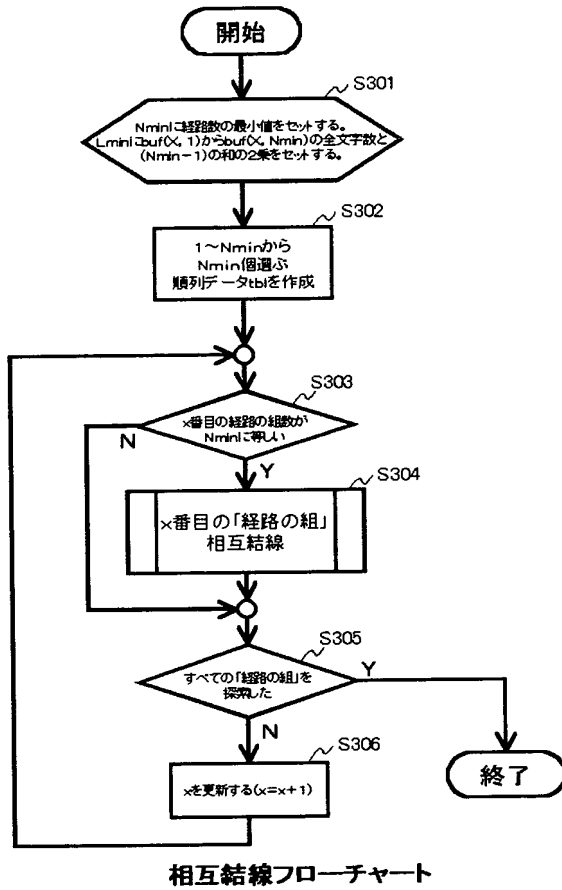 開始
S301
Nminに経路数の最小値をセットする。
Lminにbuf(X, 1)からbuf(X, Nmin)の全文字数と
(Nmin-1)の和の2乗をセットする。
S302
1〜Nminから
Nmin個選ぶ
順列データtblを作成
S303
x番目の経路の組数が
Nminに等しい
N
Y
S304
x番目の「経路の組」
相互結線
S305
すべての「経路の組」を
探索した
Y
N
S306
xを更新する(x=x+1)
終了
相互結線フローチャート